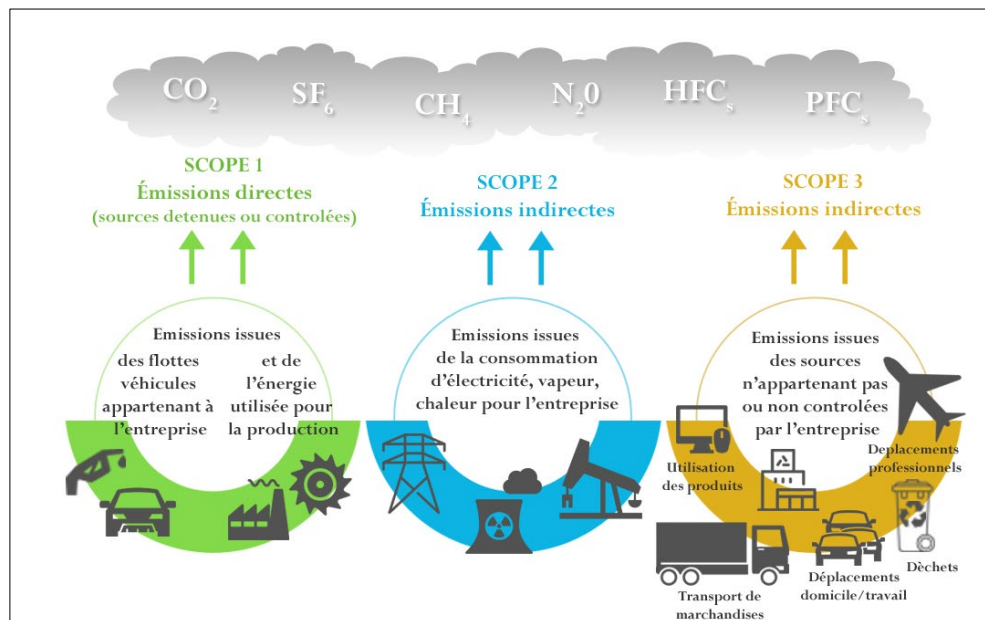 CO₂ SF₆ CH₄ N₂0 HFCₛ PFCₛ
SCOPE 1
Émissions directes
(sources detenues ou controlées)
SCOPE 2
Émissions indirectes
SCOPE 3
Émissions indirectes
Emissions issues
des flottes
véhicules
appartenant à
l'entreprise
et de
l'énergie
utilisée pour
la production
Emissions issues
de la consommation
d'électricité, vapeur,
chaleur pour l'entreprise
Emissions issues
des sources
n'appartenant pas
ou non controlées
par l'entreprise
Utilisation
des produits
Deplacements
professionnels
Transport de
marchandises
Déplacements
domicile/travail
Dèchets